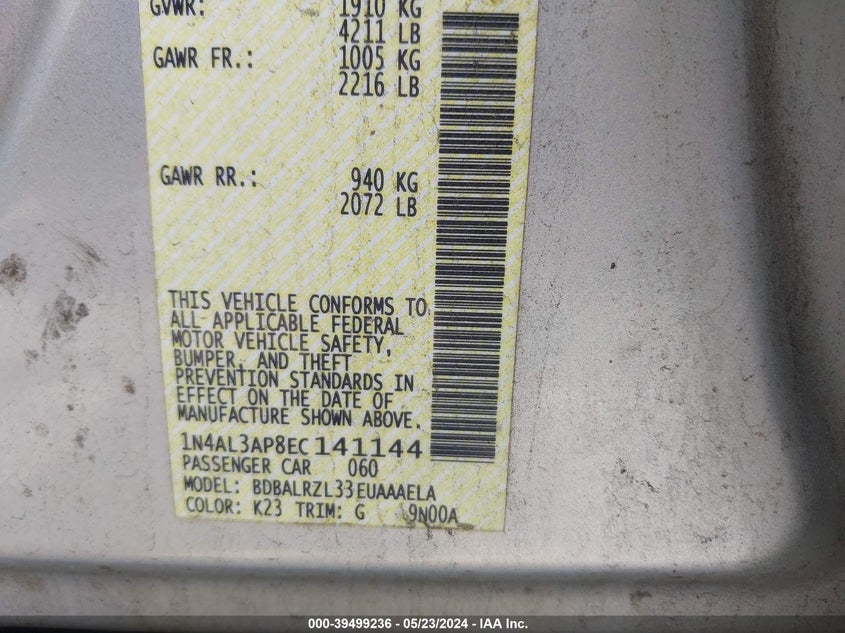 GVWR: 1910 KG
4211 LB
GAWR FR.: 1005 KG
2216 LB
GAWR RR.: 940 KG
2072 LB
THIS VEHICLE CONFORMS TO
ALL APPLICABLE FEDERAL
MOTOR VEHICLE SAFETY,
BUMPER, AND THEFT
PREVENTION STANDARDS IN
EFFECT ON THE DATE OF
MANUFACTURE SHOWN ABOVE.
1N4AL3AP8EC141144
PASSENGER CAR 060
MODEL: BDBALRZL33EUAAAELA
COLOR: K23 TRIM: G 9N00A
000-39499236 - 05/23/2024 - IAA Inc.